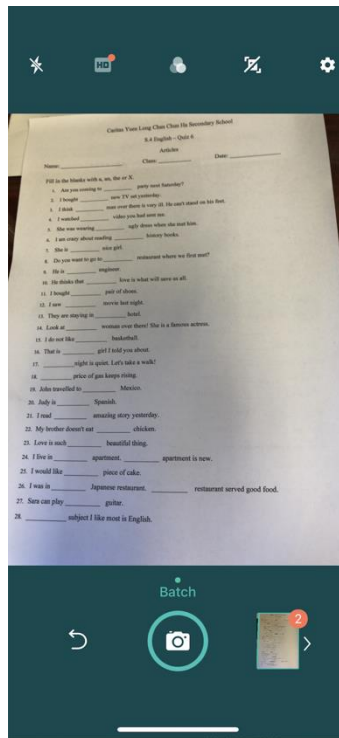 HD
Caritas Yuen Long Chan Chun Ha Secondary School
S.4 English – Quiz 6
Articles
Name: Class: Date:
Fill in the blanks with a, an, the or X.
1. Are you coming to ________ party next Saturday?
2. I bought ________ new TV set yesterday.
3. I think ________ man over there is very ill. He can't stand on his feet.
4. I watched ________ video you had sent me.
5. She was wearing ________ ugly dress when she met him.
6. I am crazy about reading ________ history books.
7. She is ________ nice girl.
8. Do you want to go to ________ restaurant where we first met?
9. He is ________ engineer.
10. He thinks that ________ love is what will save us all.
11. I bought ________ pair of shoes.
12. I saw ________ movie last night.
13. They are staying in ________ hotel.
14. Look at ________ woman over there! She is a famous actress.
15. I do not like ________ basketball.
16. That is ________ girl I told you about.
17. ________ night is quiet. Let's take a walk!
18. ________ price of gas keeps rising.
19. John travelled to ________ Mexico.
20. Judy is ________ Spanish.
21. I read ________ amazing story yesterday.
22. My brother doesn't eat ________ chicken.
23. Love is such ________ beautiful thing.
24. I live in ________ apartment. ________ apartment is new.
25. I would like ________ piece of cake.
26. I was in ________ Japanese restaurant. ________ restaurant served good food.
27. Sara can play ________ guitar.
28. ________ subject I like most is English.
Batch
2